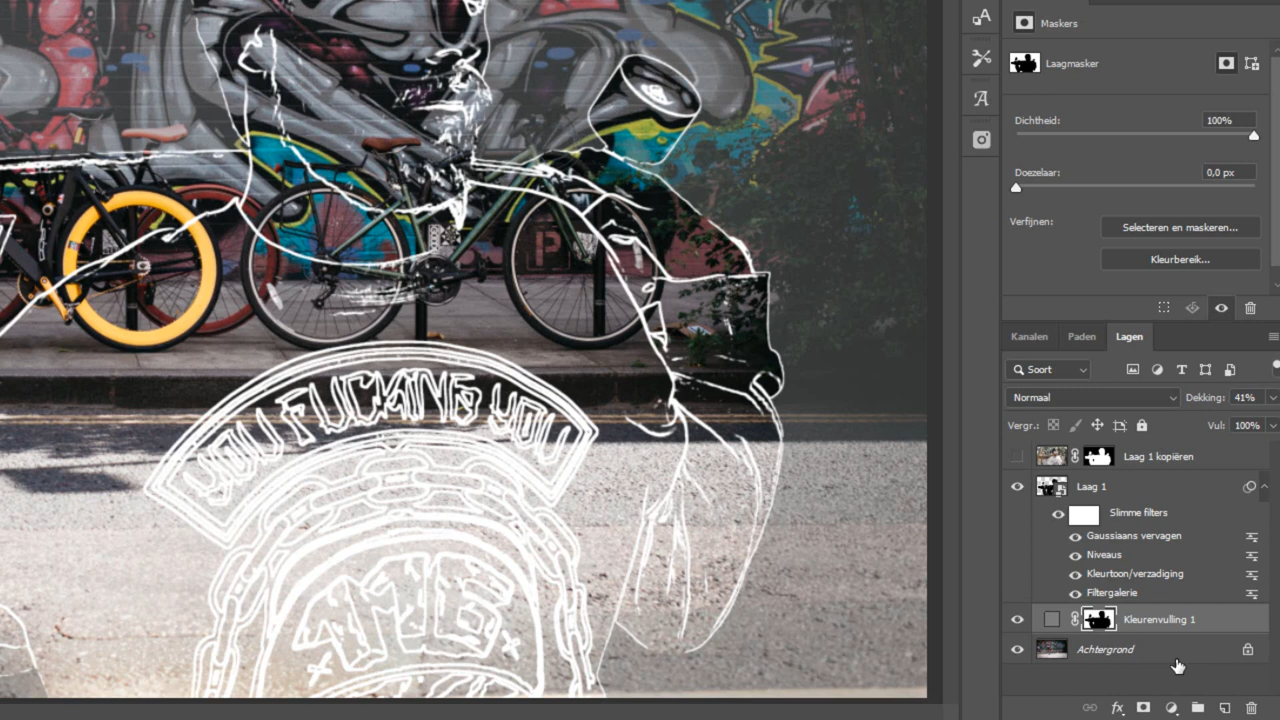 Maskers
Laagmasker
Dichtheid: 100%
Doezelaar: 0,0 px
Verfijnen: Selecteren en maskeren...
Kleurbereik...
Kanalen Paden Lagen
Soort
Normaal Dekking: 41%
Vergr.: Vul: 100%
Laag 1 kopiëren
Laag 1
Slimme filters
Gaussiaans vervagen
Niveaus
Kleurtoon/verzadiging
Filtergalerie
Kleurenvulling 1
Achtergrond
YOU FUCKING YOU